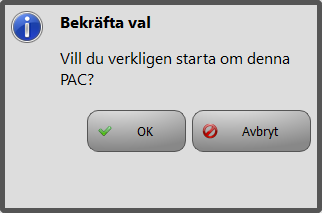 Bekräfta val
Vill du verkligen starta om denna
PAC?
OK
Avbryt